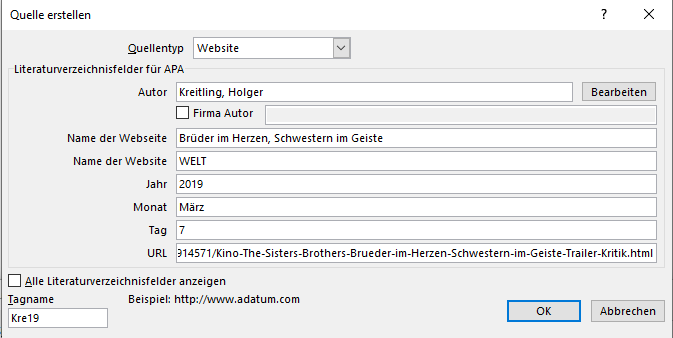 Quelle erstellen
Quellentyp Website
Literaturverzeichnisfelder für APA
Autor Kreitling, Holger Bearbeiten
Firma Autor
Name der Webseite Brüder im Herzen, Schwestern im Geiste
Name der Website WELT
Jahr 2019
Monat März
Tag 7
URL 914571/Kino-The-Sisters-Brothers-Brueder-im-Herzen-Schwestern-im-Geiste-Trailer-Kritik.html
Alle Literaturverzeichnisfelder anzeigen
Tagname Beispiel: http://www.adatum.com
Kre19 OK Abbrechen